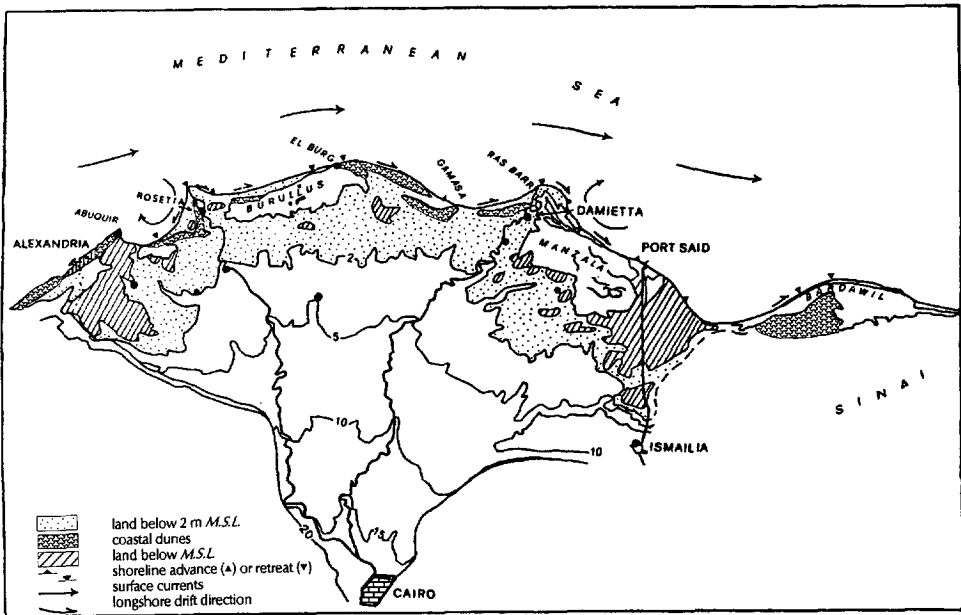 MEDITERRANEAN
SEA
EL BURG
GAMASA
RAS BARR
ROSETTA
BURULLUS
DAMIETTA
ABUQUIR
ALEXANDRIA
MANZALA
PORT SAID
2
BARDAWIL
5
SINAI
10
10
ISMAILIA
20
15
CAIRO
land below 2 m M.S.L.
coastal dunes
land below M.S.L
shoreline advance (▲) or retreat (▼)
surface currents
longshore drift direction